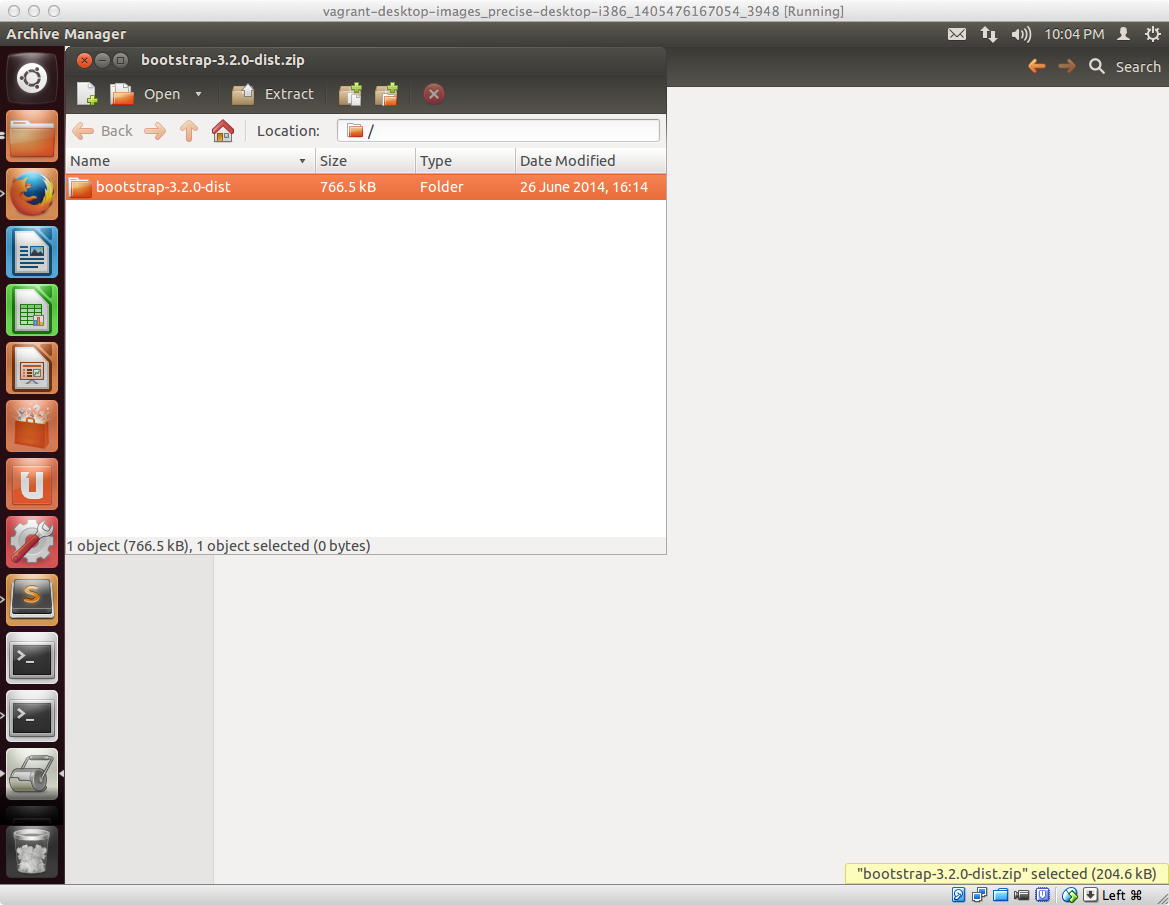 vagrant-desktop-images_precise-desktop-i386_1405476167054_3948 [Running]
Archive Manager
10:04 PM
bootstrap-3.2.0-dist.zip
Search
Open
Extract
Back
Location:
/
Name
Size
Type
Date Modified
bootstrap-3.2.0-dist
766.5 kB
Folder
26 June 2014, 16:14
1 object (766.5 kB), 1 object selected (0 bytes)
"bootstrap-3.2.0-dist.zip" selected (204.6 kB)
Left ⌘